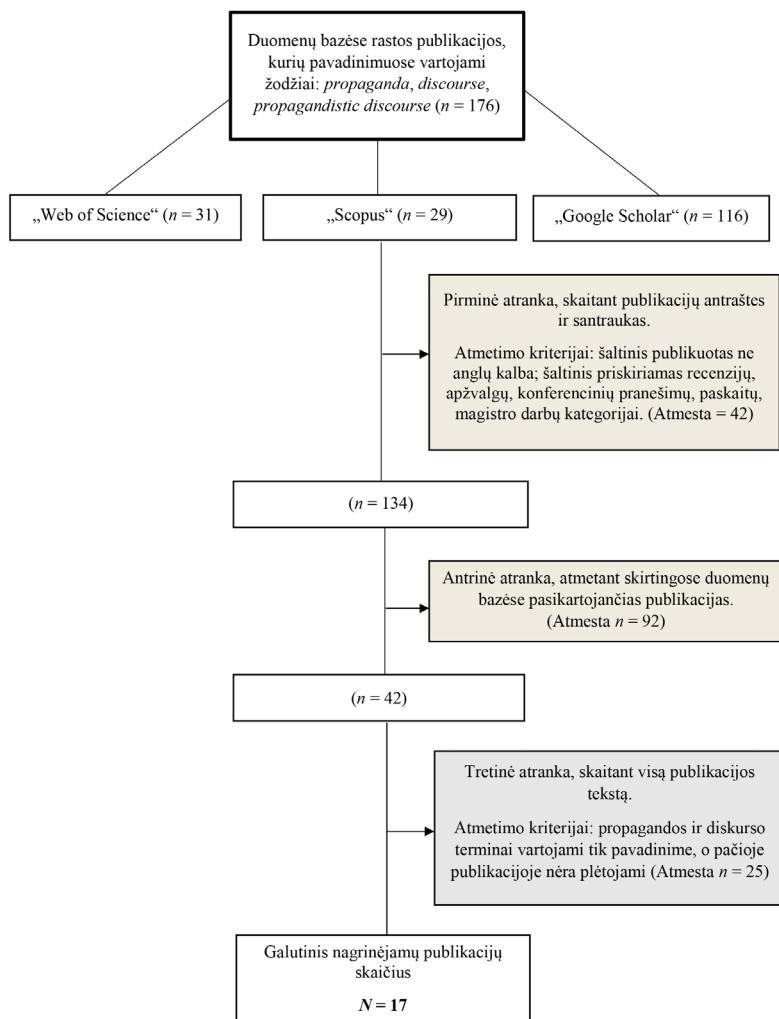 Duomenų bazėse rastos publikacijos,
kurių pavadinimuose vartojami
žodžiai: propaganda, discourse,
propagandistic discourse (n = 176)
„Web of Science“ (n = 31)
„Scopus“ (n = 29)
„Google Scholar“ (n = 116)
Pirminė atranka, skaitant publikacijų antraštes
ir santraukas.
Atmetimo kriterijai: šaltinis publikuotas ne
anglų kalba; šaltinis priskiriamas recenzijų,
apžvalgų, konferencinių pranešimų, paskaitų,
magistro darbų kategorijai. (Atmesta = 42)
(n = 134)
Antrinė atranka, atmetant skirtingose duomenų
bazėse pasikartojančias publikacijas.
(Atmesta n = 92)
(n = 42)
Tretinė atranka, skaitant visą publikacijos
tekstą.
Atmetimo kriterijai: propagandos ir diskurso
terminai vartojami tik pavadinime, o pačioje
publikacijoje nėra plėtojami (Atmesta n = 25)
Galutinis nagrinėjamų publikacijų
skaičius
N = 17